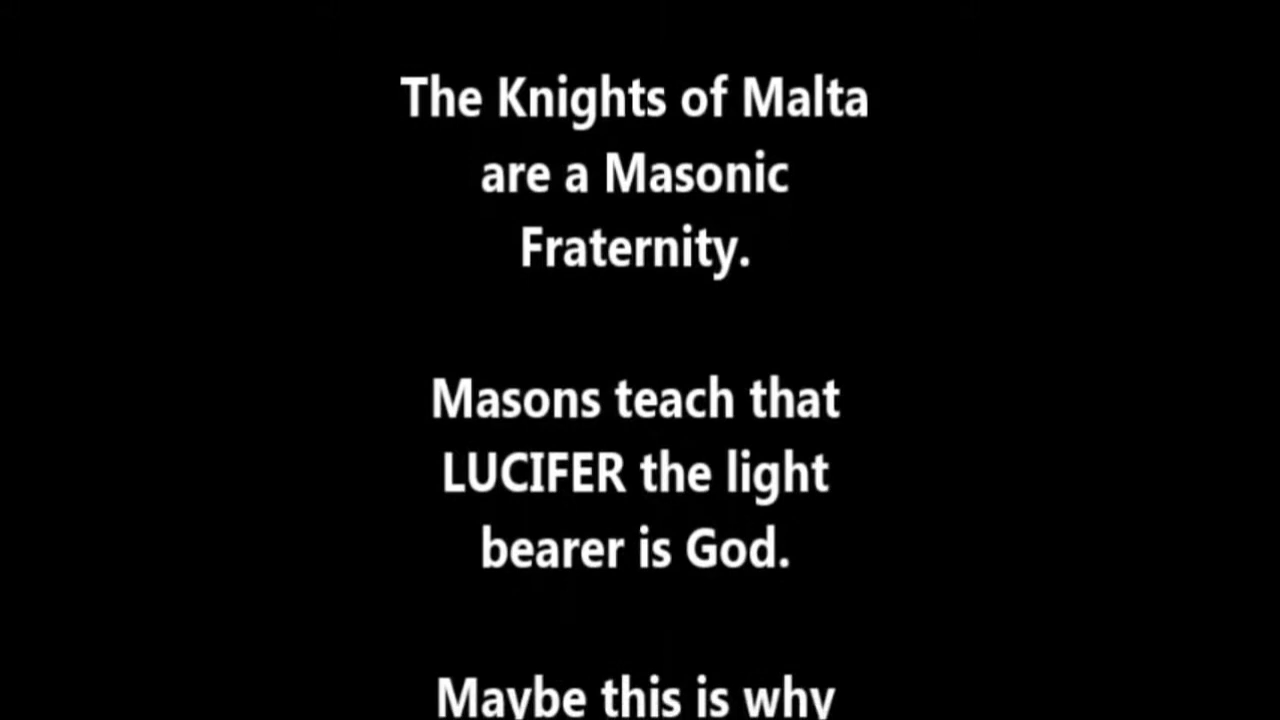 The Knights of Malta
are a Masonic
Fraternity.
Masons teach that
LUCIFER the light
bearer is God.
Maybe this is why